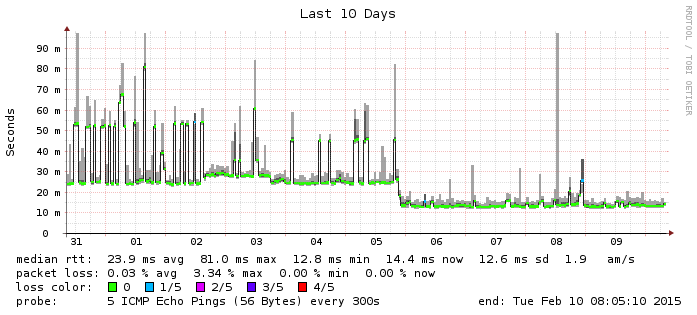 Last 10 Days
RRDTOOL / TOBI OETIKER
Seconds
90 m
80 m
70 m
60 m
50 m
40 m
30 m
20 m
10 m
0
31 01 02 03 04 05 06 07 08 09
median rtt: 23.9 ms avg 81.0 ms max 12.8 ms min 14.4 ms now 12.6 ms sd 1.9 am/s
packet loss: 0.03 % avg 3.34 % max 0.00 % min 0.00 % now
loss color: 0 1/5 2/5 3/5 4/5
probe: 5 ICMP Echo Pings (56 Bytes) every 300s end: Tue Feb 10 08:05:10 2015